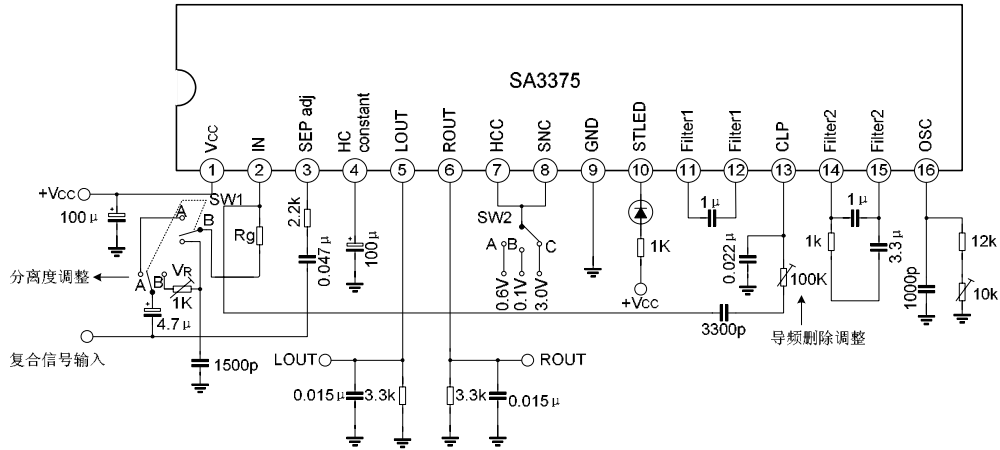 SA3375
Vcc
IN
SEP adj
HC constant
LOUT
ROUT
HCC
SNC
GND
STLED
Filter1
Filter1
CLP
Filter2
Filter2
OSC
1
2
3
4
5
6
7
8
9
10
11
12
13
14
15
16
+Vcc
SW1
100μ
A
B
Rg
2.2k
0.047μ
100μ
SW2
A
B
C
0.6V
0.1V
3.0V
1K
+Vcc
1μ
0.022μ
100K
1k
1μ
3.3μ
1000p
12k
10k
分离度调整
A
B
VR
1K
4.7μ
3300p
导频删除调整
复合信号输入
1500p
LOUT
ROUT
0.015μ
3.3k
3.3k
0.015μ